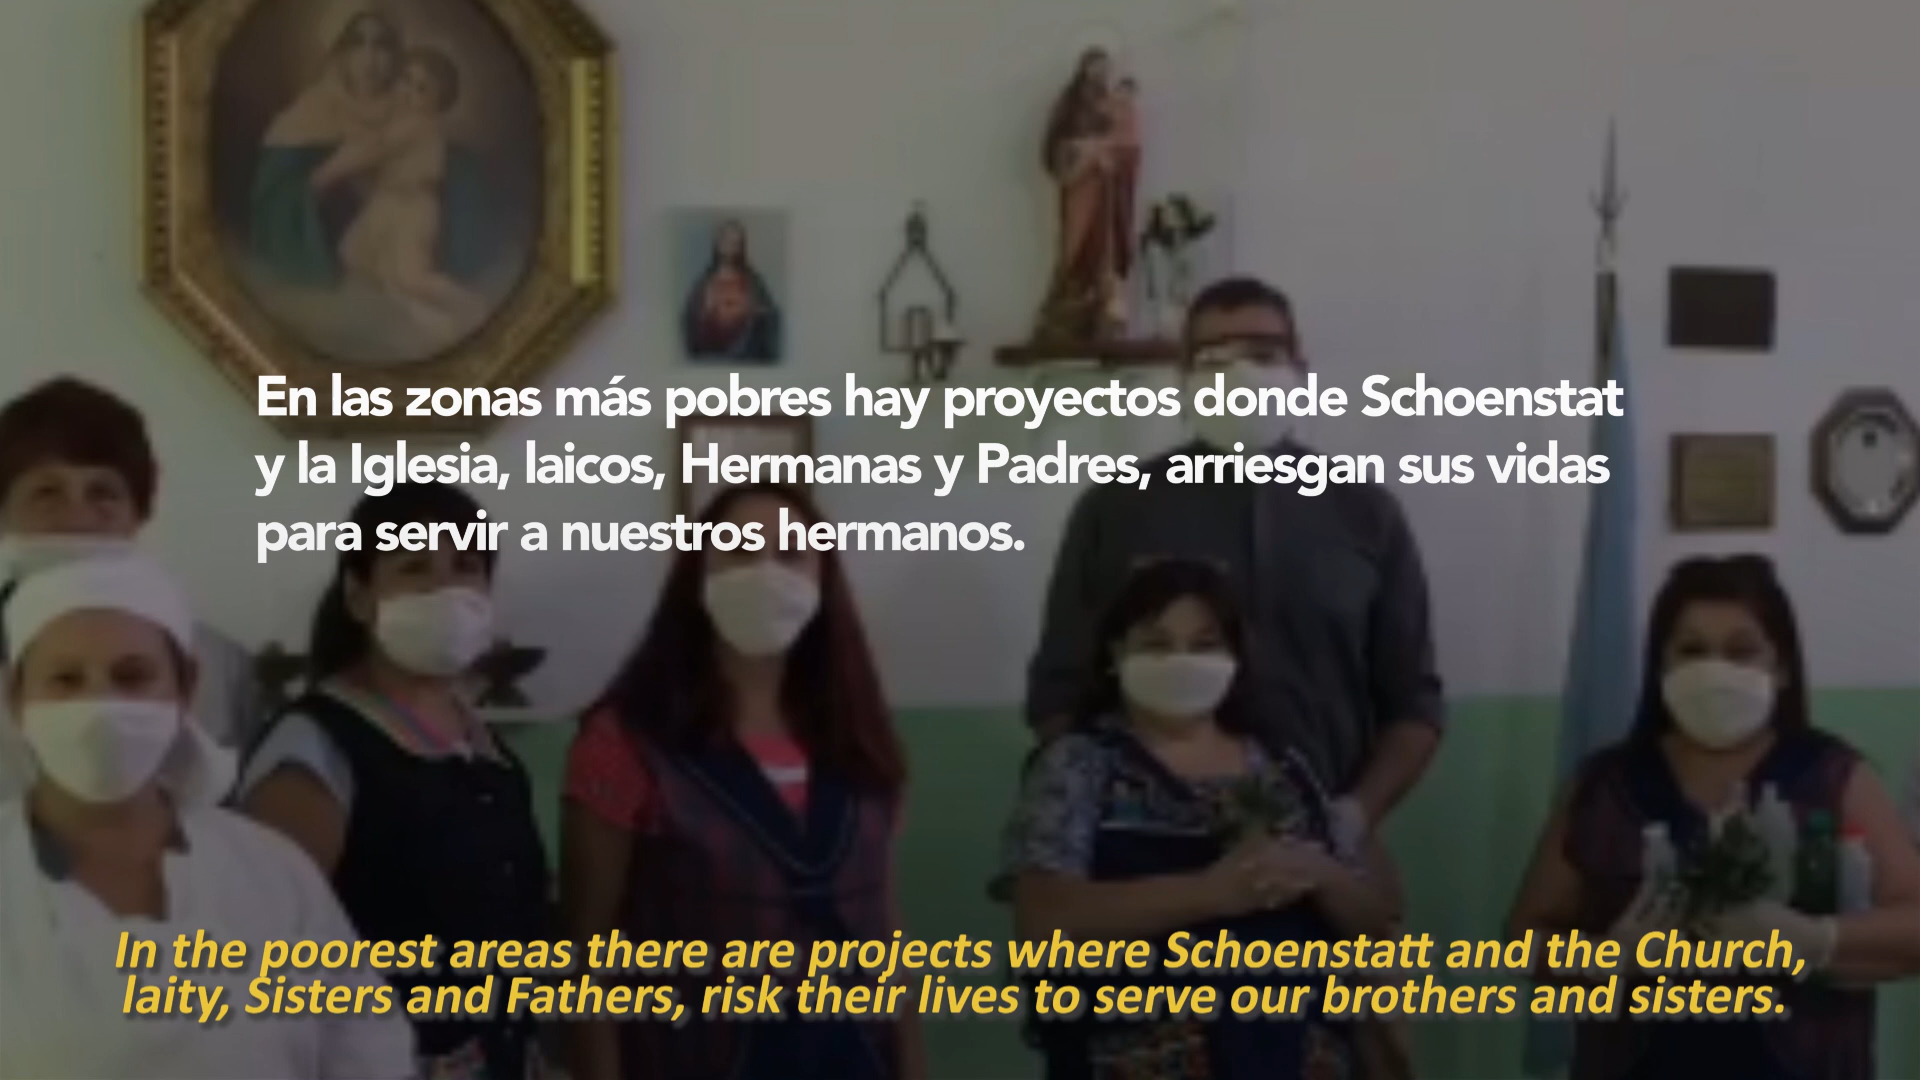 En las zonas más pobres hay proyectos donde Schoenstat
y la Iglesia, laicos, Hermanas y Padres, arriesgan sus vidas
para servir a nuestros hermanos.
In the poorest areas there are projects where Schoenstatt and the Church,
laity, Sisters and Fathers, risk their lives to serve our brothers and sisters.